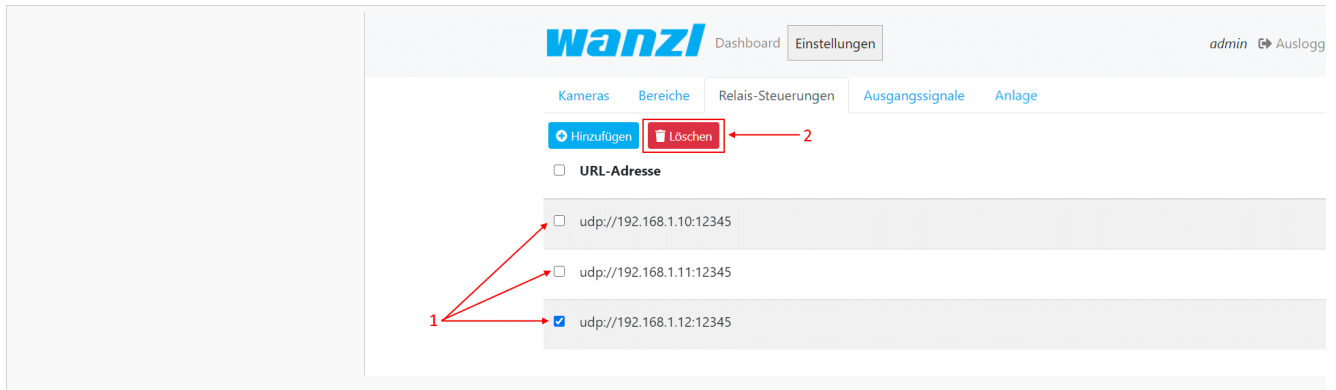 wanzl Dashboard Einstellungen admin Auslogg
Kameras Bereiche Relais-Steuerungen Ausgangssignale Anlage
Hinzufügen Löschen 2
URL-Adresse
udp://192.168.1.10:12345
udp://192.168.1.11:12345
1 udp://192.168.1.12:12345